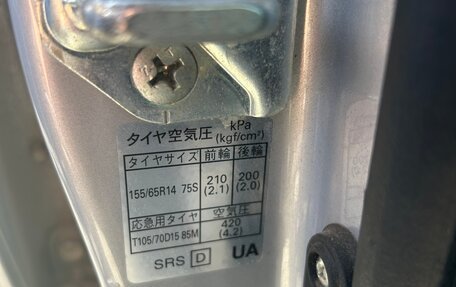 タイヤ空気圧 kPa (kgf/cm²)
タイヤサイズ 前輪 後輪
155/65R14 75S 210 (2.1) 200 (2.0)
応急用タイヤ 空気圧
T105/70D15 85M 420 (4.2)
SRS D UA